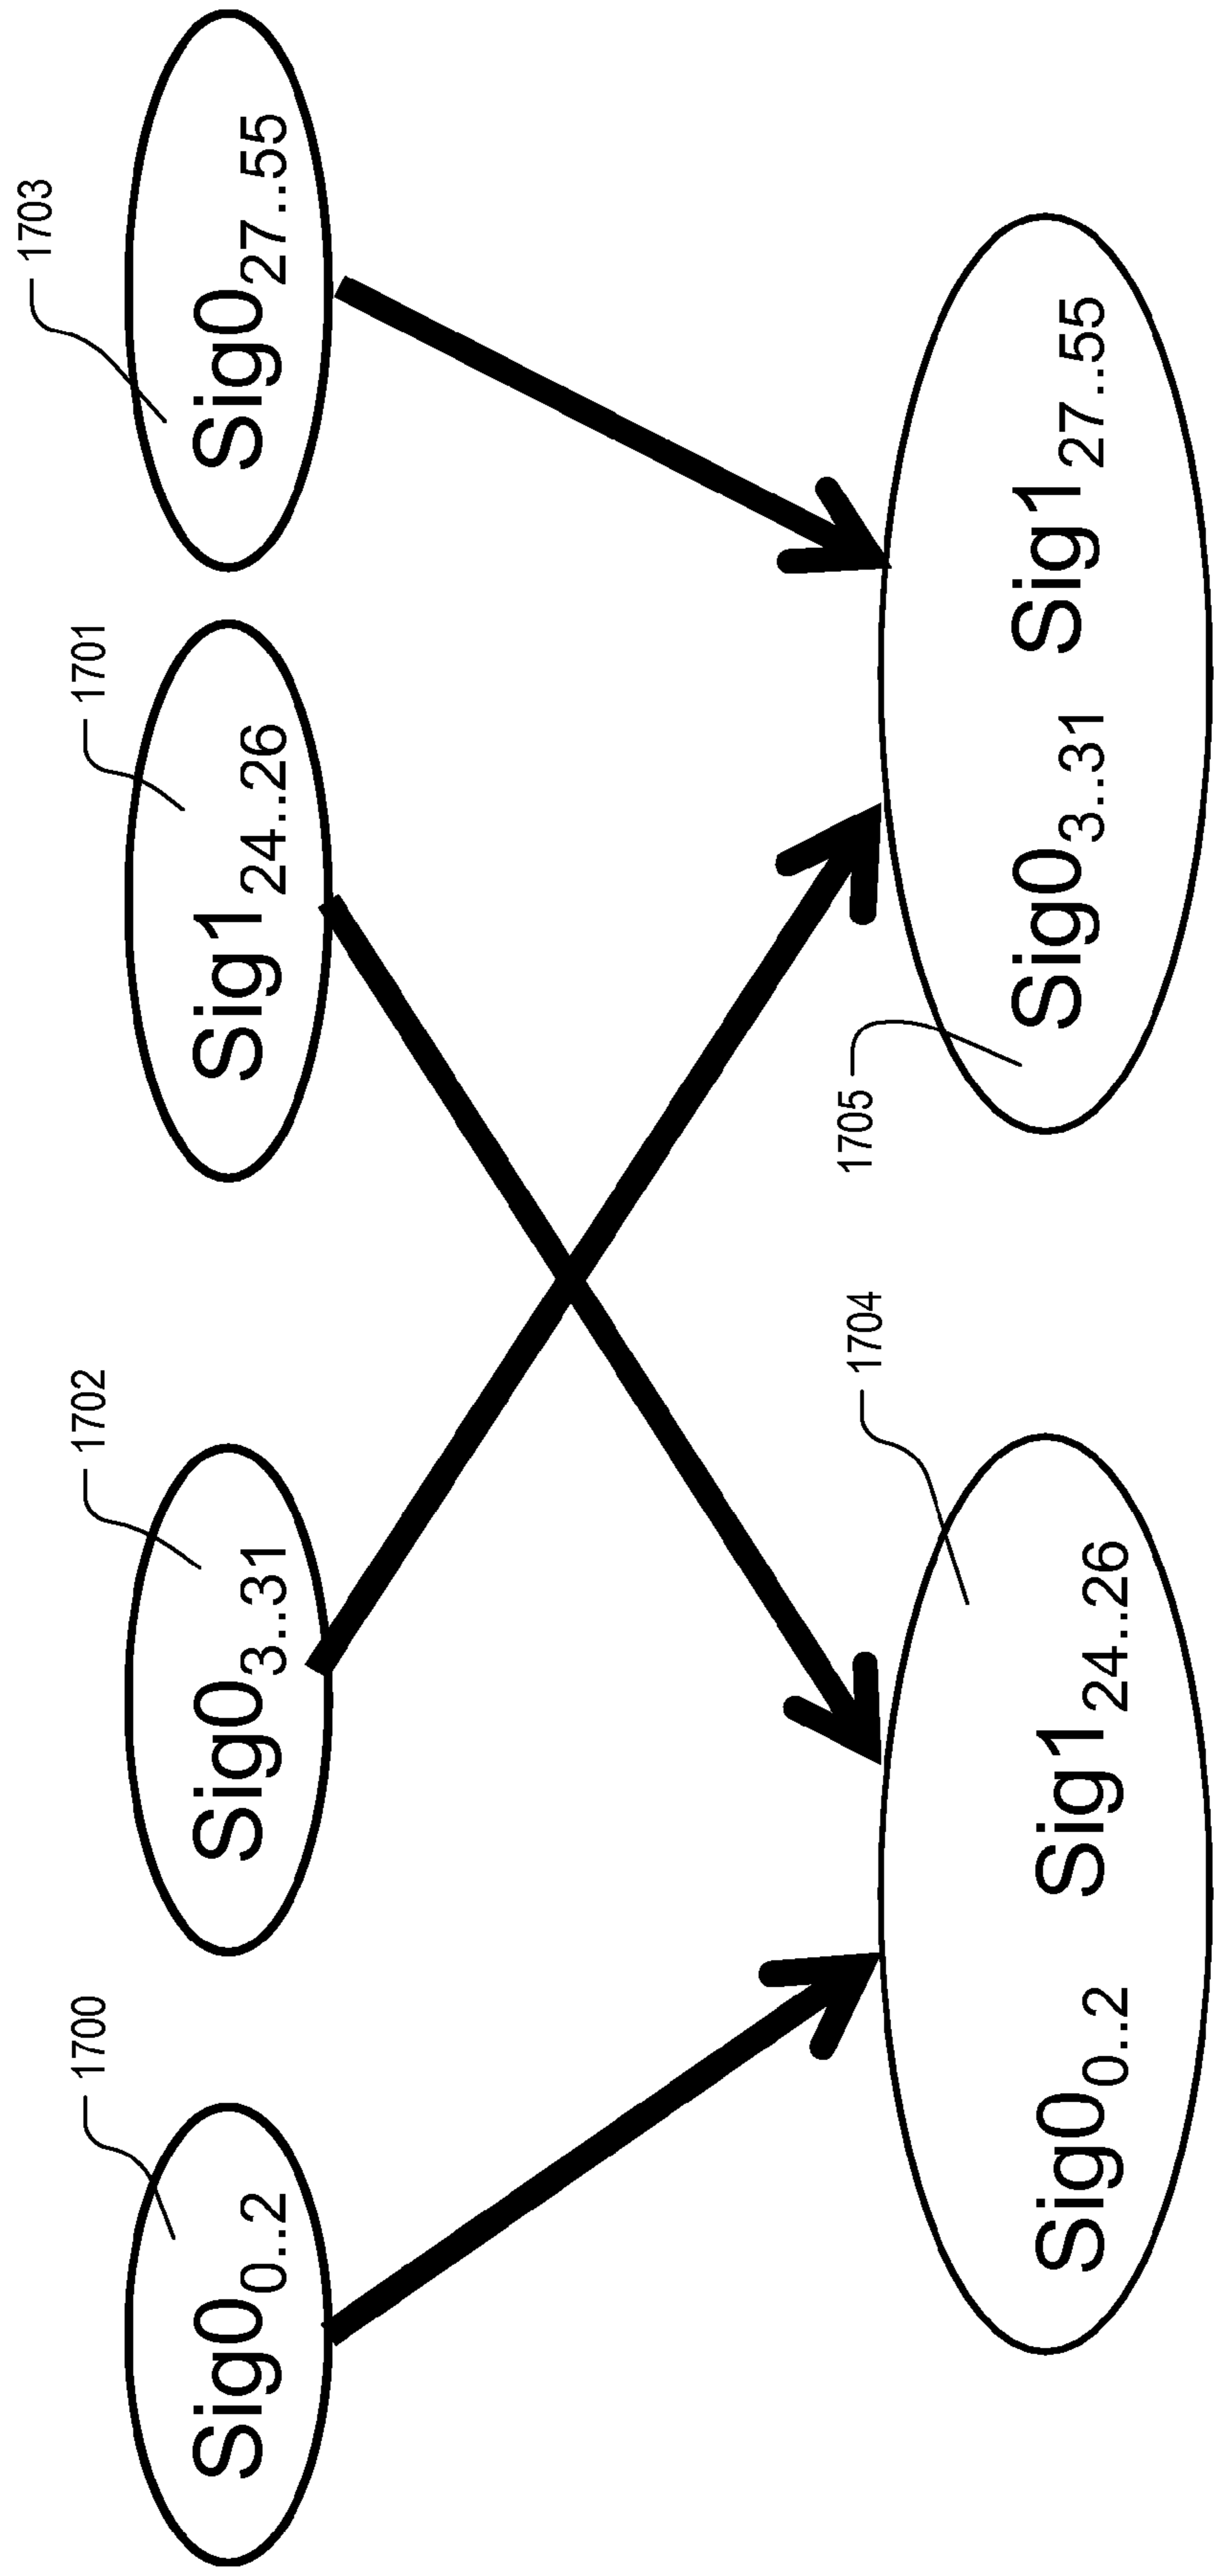 1700 1702 1701 1703
Sig0₀..₂ Sig0₃..₃₁ Sig1₂₄..₂₆ Sig0₂₇..₅₅
1704 1705
Sig0₀..₂ Sig1₂₄..₂₆ Sig0₃..₃₁ Sig1₂₇..₅₅